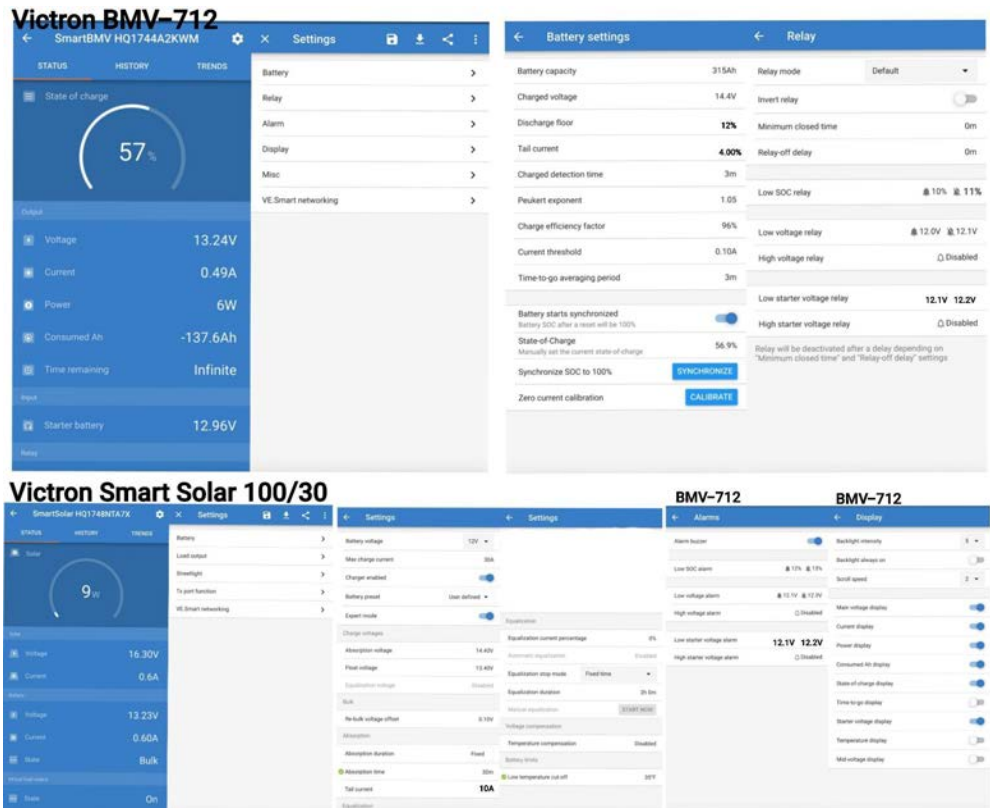 Victron BMV-712
SmartBMV HQ1744A2KWM
STATUS HISTORY TRENDS
State of charge
57%
Output
Voltage 13.24V
Current 0.49A
Power 6W
Consumed Ah -137.6Ah
Time remaining Infinite
Input
Starter battery 12.96V
Relay
Settings
Battery
Relay
Alarm
Display
Misc
VE.Smart networking
Battery settings
Battery capacity 315Ah
Charged voltage 14.4V
Discharge floor 12%
Tail current 4.00%
Charged detection time 3m
Peukert exponent 1.05
Charge efficiency factor 96%
Current threshold 0.10A
Time-to-go averaging period 3m
Battery starts synchronized
Battery SOC after a reset will be 100%
State-of-Charge 56.9%
Manually set the current state-of-charge
Synchronize SOC to 100% SYNCHRONIZE
Zero current calibration CALIBRATE
Relay
Relay mode Default
Invert relay
Minimum closed time 0m
Relay-off delay 0m
Low SOC relay 10% 11%
Low voltage relay 12.0V 12.1V
High voltage relay Disabled
Low starter voltage relay 12.1V 12.2V
High starter voltage relay Disabled
Relay will be deactivated after a delay depending on
"Minimum closed time" and "Relay-off delay" settings
Victron Smart Solar 100/30
SmartSolar HQ1748NTA7X
STATUS HISTORY TRENDS
Solar
9W
Solar
Voltage 16.30V
Current 0.6A
Battery
Voltage 13.23V
Current 0.60A
State Bulk
Virtual load output
State On
Settings
Battery
Load output
Streetlight
Tx port function
VE.Smart networking
Settings
Battery voltage 12V
Max charge current 30A
Charger enabled
Battery preset User defined
Expert mode
Charge voltages
Absorption voltage 14.40V
Float voltage 13.40V
Equalization voltage Disabled
Bulk
Re-bulk voltage offset 0.10V
Absorption
Absorption duration Fixed
Absorption time 30m
Tail current 10A
Equalization
Settings
Equalization
Equalization current percentage 0%
Automatic equalization Disabled
Equalization stop mode Fixed time
Equalization duration 2h 0m
Manual equalization START NOW
Voltage compensation
Temperature compensation Disabled
Battery limits
Low temperature cut off
BMV-712
Alarms
Alarm buzzer
Low SOC alarm
Low voltage alarm
High voltage alarm Disabled
Low starter voltage alarm 12.1V 12.2V
High starter voltage alarm Disabled
BMV-712
Display
Backlight intensity
Backlight always on
Scroll speed 2
Main voltage display
Current display
Power display
Consumed Ah display
State-of-charge display
Time-to-go display
Starter voltage display
Temperature display
Mid-voltage display